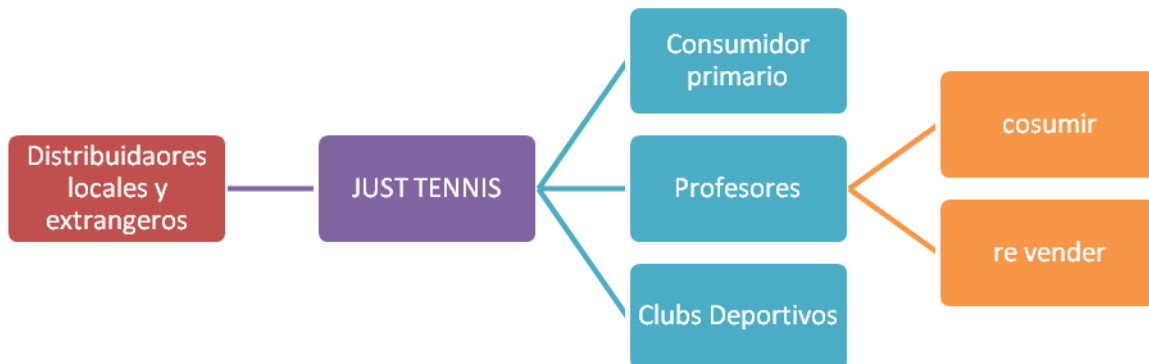 Distribuidaores
locales y
extrangeros
JUST TENNIS
Consumidor
primario
Profesores
Clubs Deportivos
cosumir
re vender